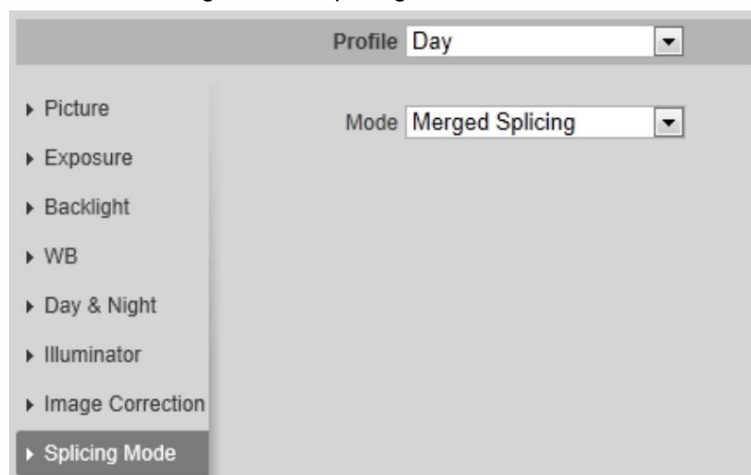 Profile Day
Mode Merged Splicing
Picture
Exposure
Backlight
WB
Day & Night
Illuminator
Image Correction
Splicing Mode